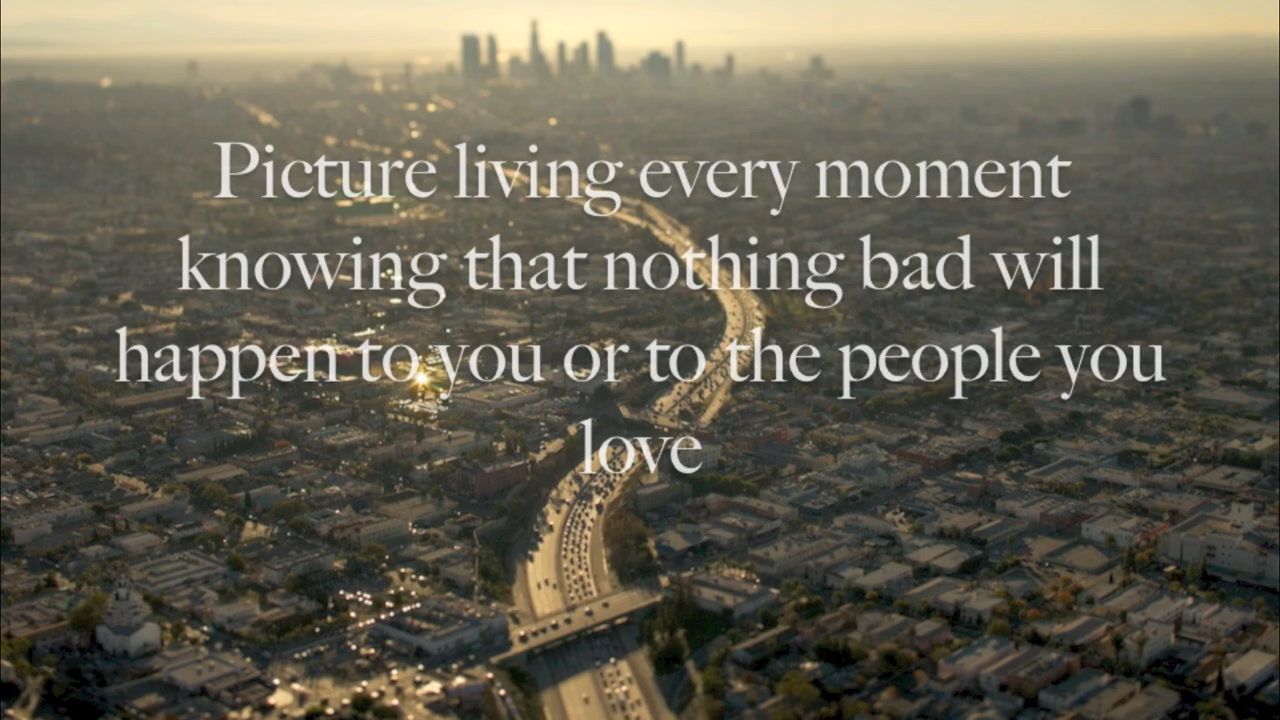 Picture living every moment
knowing that nothing bad will
happen to you or to the people you
love